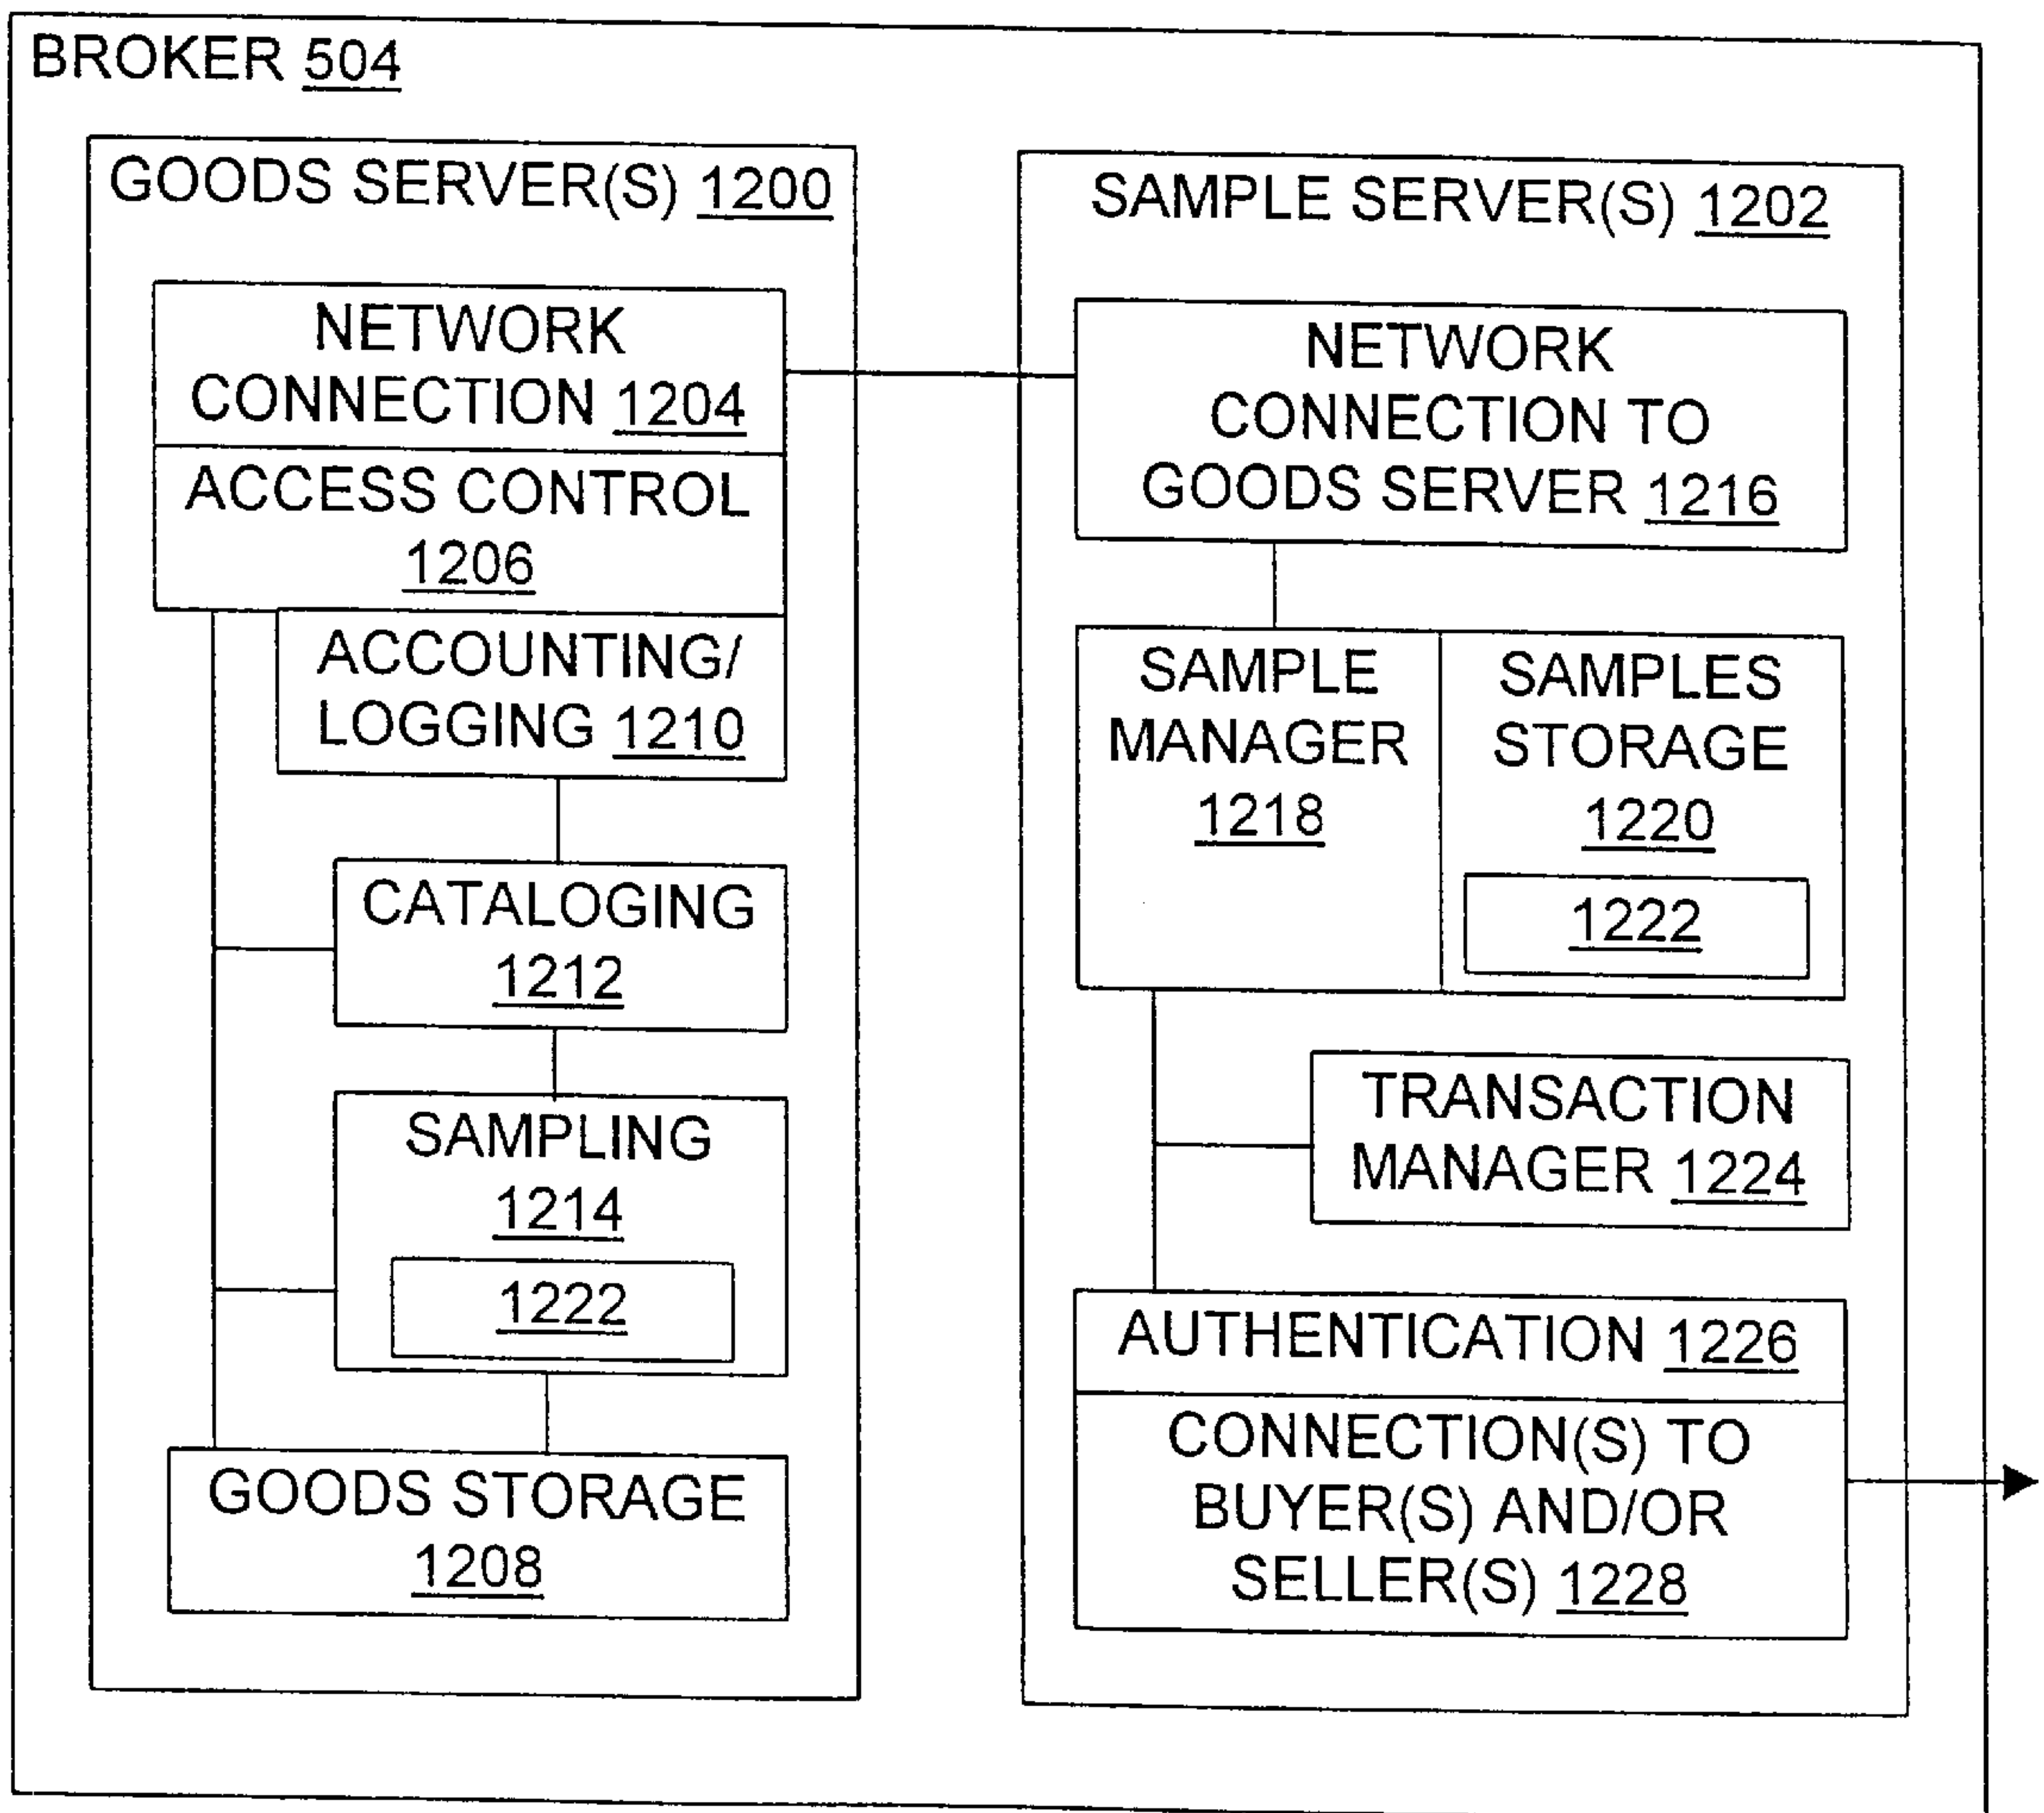 BROKER 504
GOODS SERVER(S) 1200
NETWORK
CONNECTION 1204
ACCESS CONTROL
1206
ACCOUNTING/
LOGGING 1210
CATALOGING
1212
SAMPLING
1214
1222
GOODS STORAGE
1208
SAMPLE SERVER(S) 1202
NETWORK
CONNECTION TO
GOODS SERVER 1216
SAMPLE
MANAGER
1218
SAMPLES
STORAGE
1220
1222
TRANSACTION
MANAGER 1224
AUTHENTICATION 1226
CONNECTION(S) TO
BUYER(S) AND/OR
SELLER(S) 1228